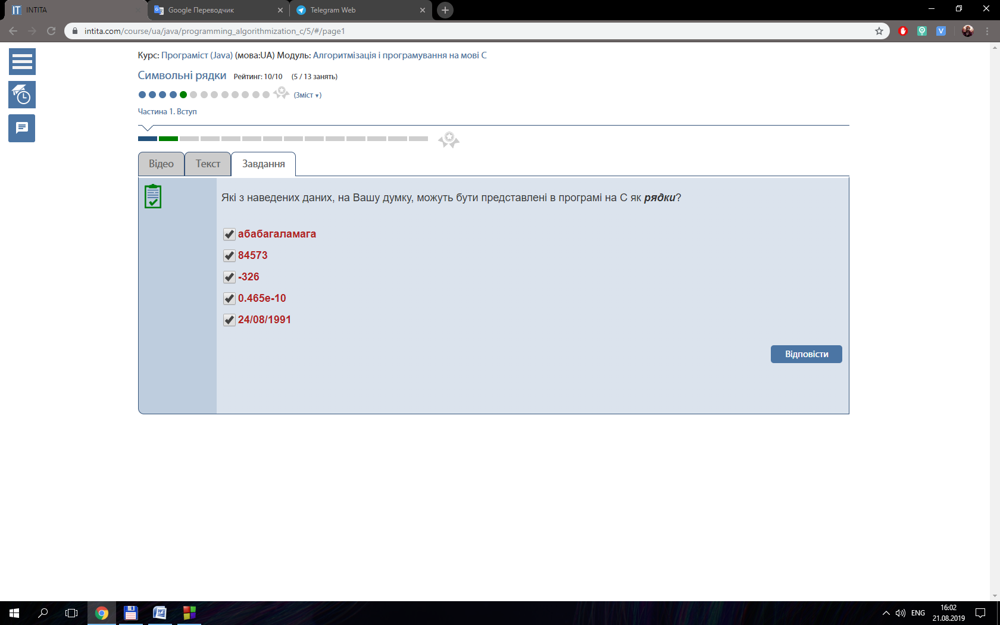 INTITA
Google Переводчик
Telegram Web
intita.com/course/ua/java/programming_algorithmization_c/5/#/page1
Курс: Програміст (Java) (мова:UA) Модуль: Алгоритмізація і програмування на мові С
Символьні рядки Рейтинг: 10/10 (5 / 13 занять)
(Зміст ▾)
Частина 1. Вступ
Відео Текст Завдання
Які з наведених даних, на Вашу думку, можуть бути представлені в програмі на С як рядки?
абабагаламага
84573
-326
0.465e-10
24/08/1991
Відповісти
ENG
16:02
21.08.2019